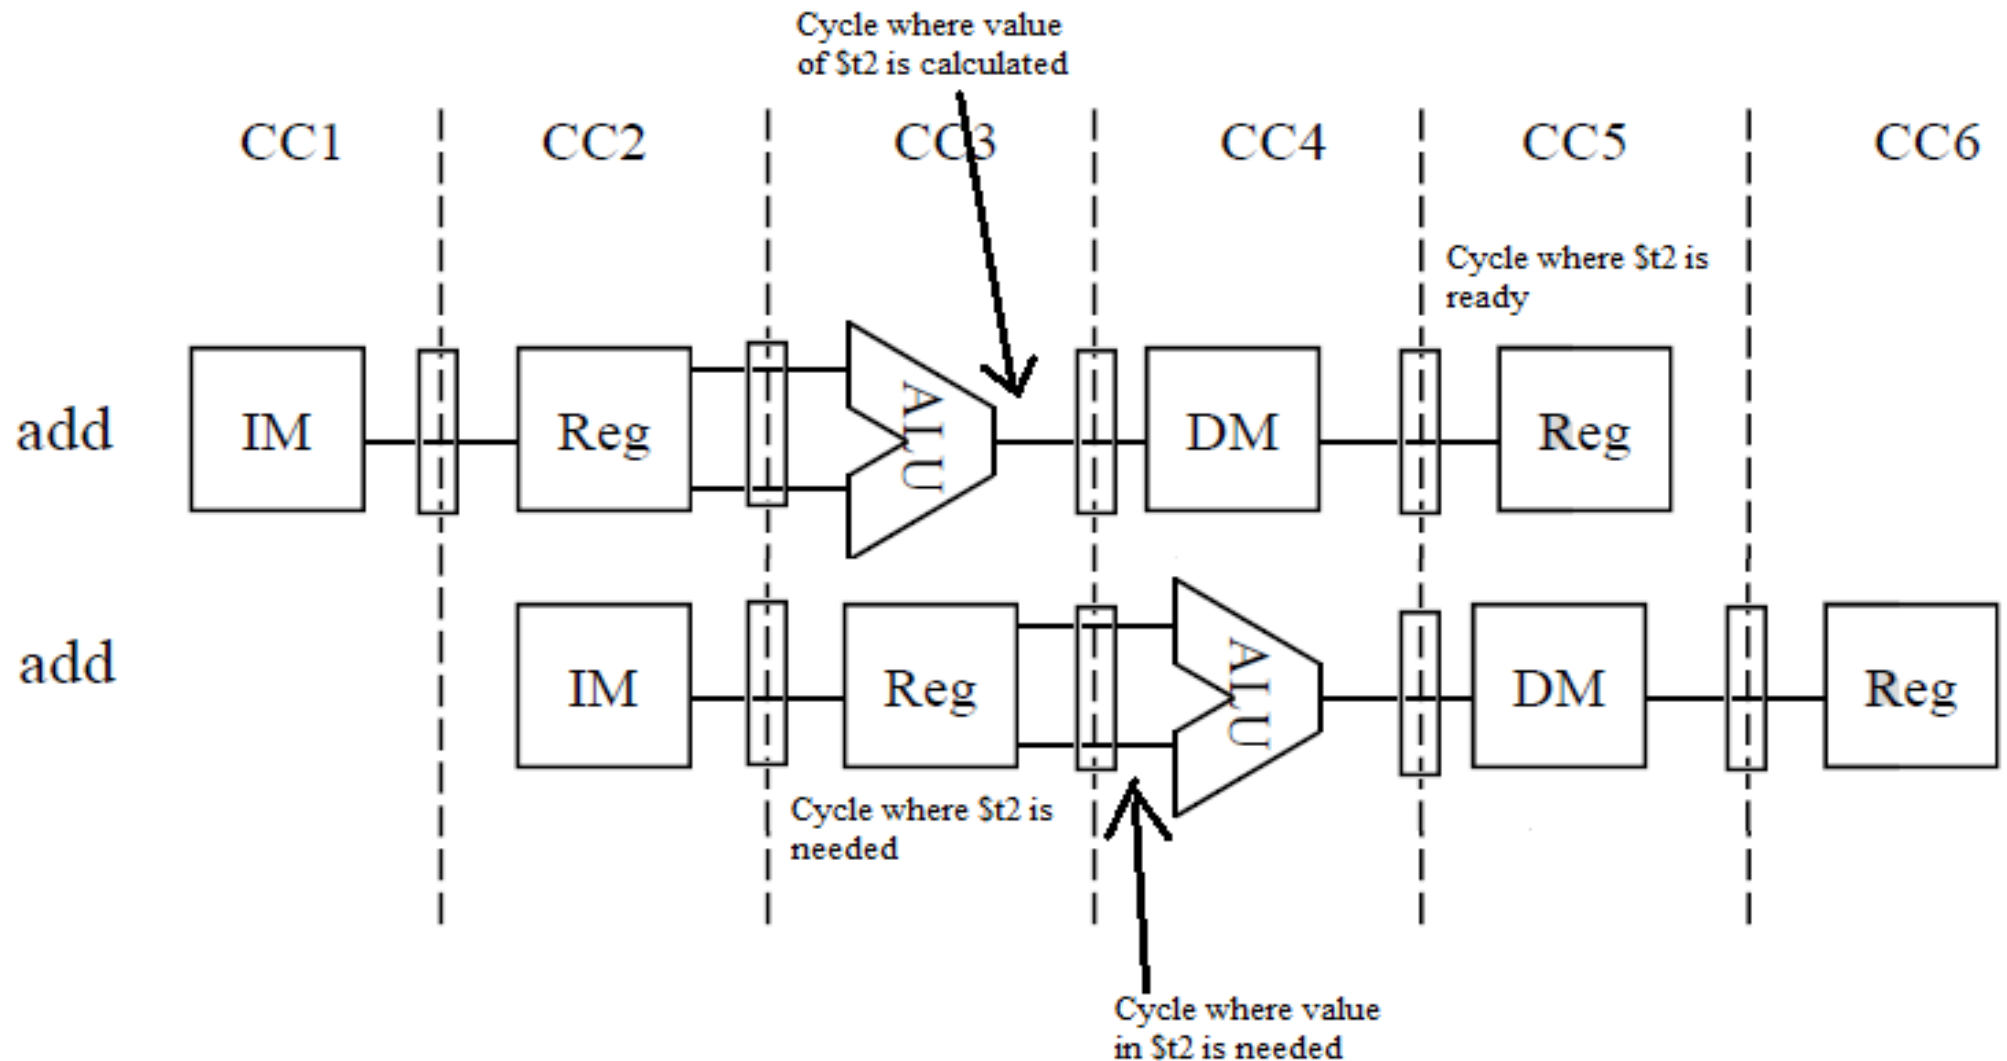 Cycle where value
of $t2 is calculated
CC1 CC2 CC3 CC4 CC5 CC6
Cycle where $t2 is
ready
add IM Reg ALU DM Reg
add IM Reg ALU DM Reg
Cycle where $t2 is
needed
Cycle where value
in $t2 is needed